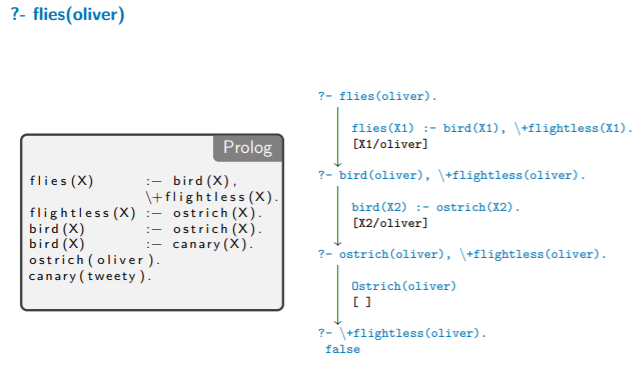 ?- flies(oliver)
Prolog
flies(X) :- bird(X),
\+flightless(X).
flightless(X) :- ostrich(X).
bird(X) :- ostrich(X).
bird(X) :- canary(X).
ostrich(oliver).
canary(tweety).
?- flies(oliver).
flies(X1) :- bird(X1), \+flightless(X1).
[X1/oliver]
?- bird(oliver), \+flightless(oliver).
bird(X2) :- ostrich(X2).
[X2/oliver]
?- ostrich(oliver), \+flightless(oliver).
Ostrich(oliver)
[ ]
?- \+flightless(oliver).
false